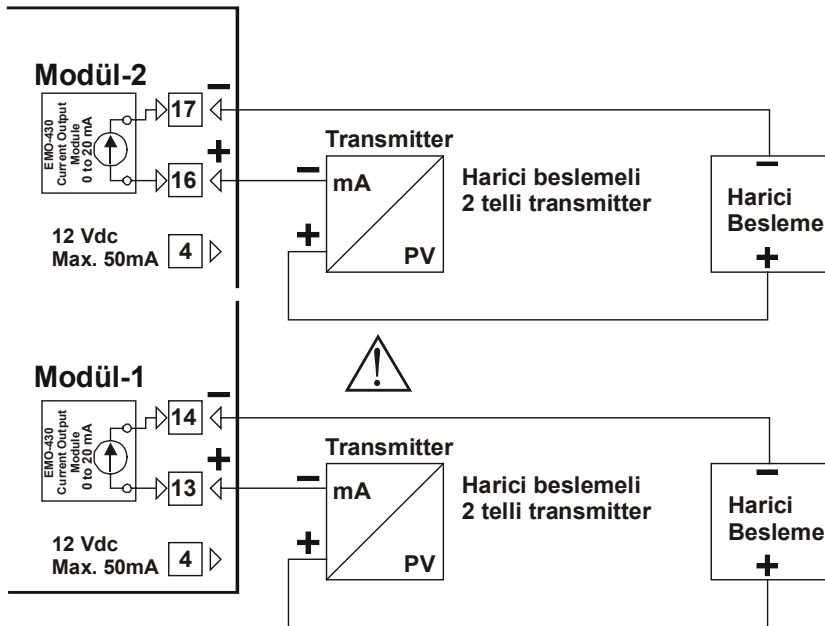 Modül-2
EMO-430
Current Output
Module
0 to 20 mA
17
16
12 Vdc
Max. 50mA
4
Transmitter
mA
PV
Harici beslemeli
2 telli transmitter
Harici
Besleme
Modül-1
EMO-430
Current Output
Module
0 to 20 mA
14
13
12 Vdc
Max. 50mA
4
Transmitter
mA
PV
Harici beslemeli
2 telli transmitter
Harici
Besleme